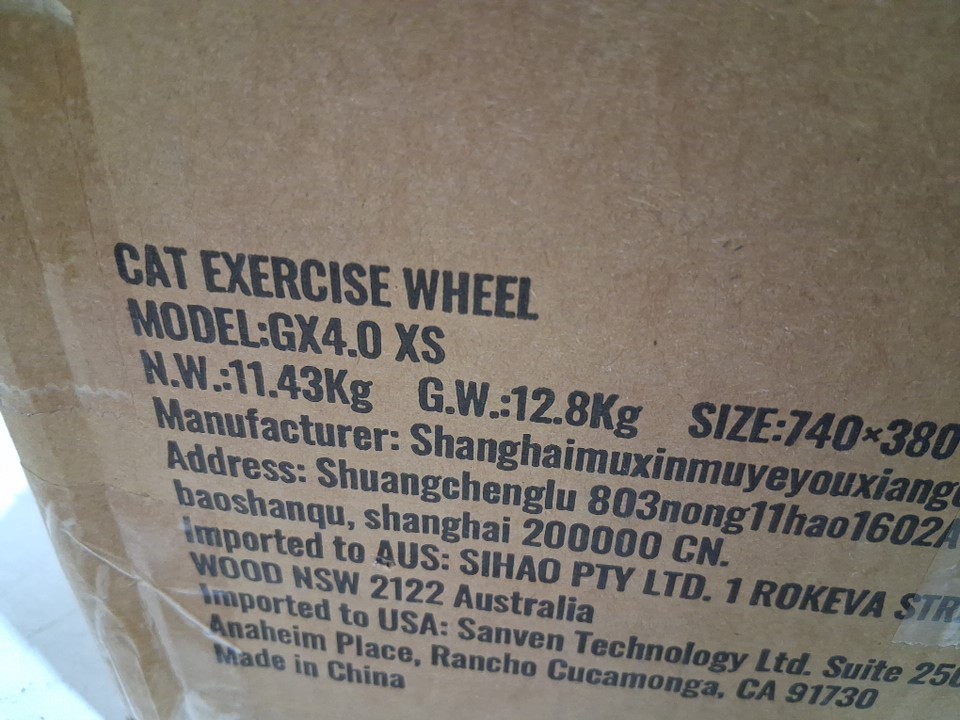 CAT EXERCISE WHEEL
MODEL:GX4.0 XS
N.W.:11.43Kg G.W.:12.8Kg SIZE:740×380
Manufacturer: Shanghaimuxinmuyeyouxiang
Address: Shuangchenglu 803nong11hao1602A
baoshanqu, shanghai 200000 CN.
Imported to AUS: SIHAO PTY LTD. 1 ROKEVA STR
WOOD NSW 2122 Australia
Imported to USA: Sanven Technology Ltd. Suite 250
Anaheim Place, Rancho Cucamonga, CA 91730
Made in China